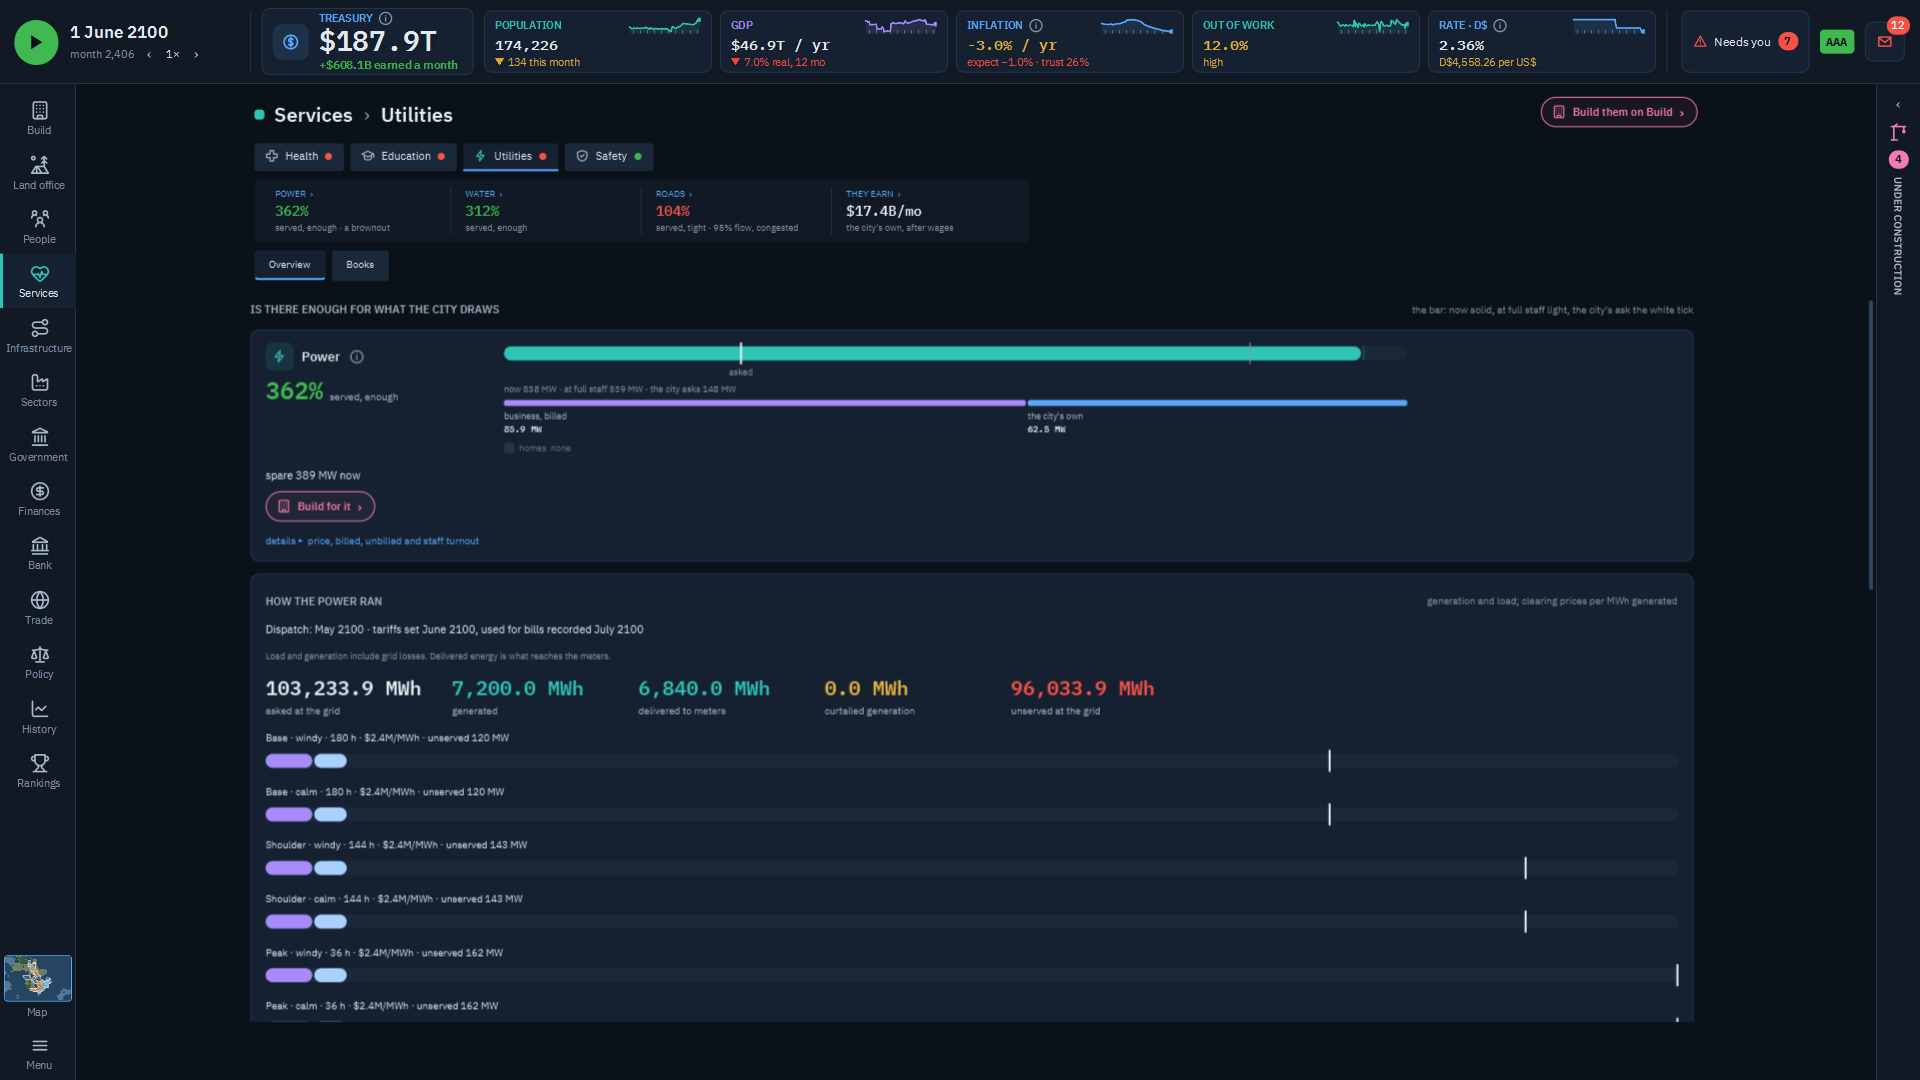 1 June 2100
month 2,406 ‹ 1× ›
TREASURY
$187.9T
+$608.1B earned a month
POPULATION
174,226
▼ 134 this month
GDP
$46.9T / yr
▼ 7.0% real, 12 mo
INFLATION
-3.0% / yr
expect −1.0% · trust 26%
OUT OF WORK
12.0%
high
RATE · D$
2.36%
D$4,558.26 per US$
Needs you 7
AAA
12
Build
Land office
People
Services
Infrastructure
Sectors
Government
Finances
Bank
Trade
Policy
History
Rankings
Map
Menu
Services › Utilities
Build them on Build ›
Health
Education
Utilities
Safety
POWER ›
362%
served, enough · a brownout
WATER ›
312%
served, enough
ROADS ›
104%
served, tight · 95% flow, congested
THEY EARN ›
$17.4B/mo
the city's own, after wages
Overview
Books
IS THERE ENOUGH FOR WHAT THE CITY DRAWS
the bar: now solid, at full staff light, the city's ask the white tick
Power
362% served, enough
asked
now 538 MW · at full staff 539 MW · the city asks 148 MW
business, billed
85.9 MW
the city's own
62.5 MW
homes none
spare 389 MW now
Build for it ›
details ▸ price, billed, unbilled and staff turnout
HOW THE POWER RAN
generation and load; clearing prices per MWh generated
Dispatch: May 2100 · tariffs set June 2100, used for bills recorded July 2100
Load and generation include grid losses. Delivered energy is what reaches the meters.
103,233.9 MWh
asked at the grid
7,200.0 MWh
generated
6,840.0 MWh
delivered to meters
0.0 MWh
curtailed generation
96,033.9 MWh
unserved at the grid
Base · windy · 180 h · $2.4M/MWh · unserved 120 MW
Base · calm · 180 h · $2.4M/MWh · unserved 120 MW
Shoulder · windy · 144 h · $2.4M/MWh · unserved 143 MW
Shoulder · calm · 144 h · $2.4M/MWh · unserved 143 MW
Peak · windy · 36 h · $2.4M/MWh · unserved 162 MW
Peak · calm · 36 h · $2.4M/MWh · unserved 162 MW
‹
4
UNDER CONSTRUCTION